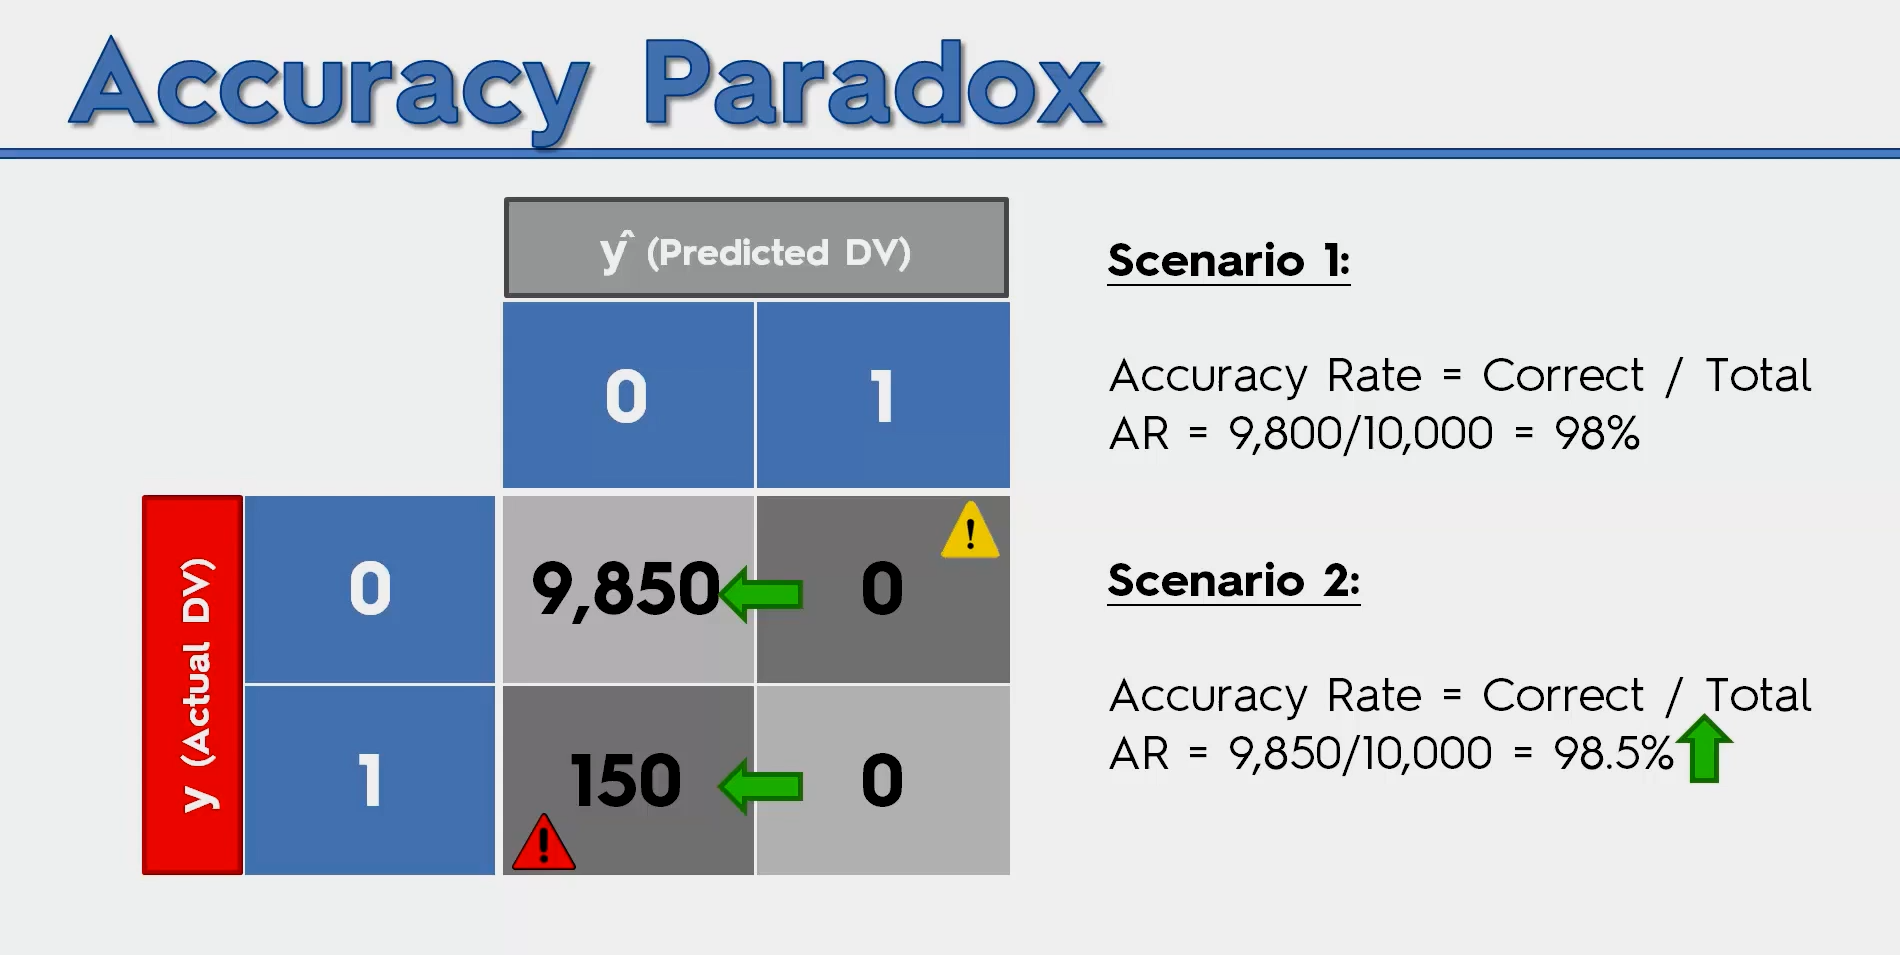 Accuracy Paradox
ŷ (Predicted DV)
0 1
y (Actual DV)
0 9,850 0
1 150 0
Scenario 1:
Accuracy Rate = Correct / Total
AR = 9,800/10,000 = 98%
Scenario 2:
Accuracy Rate = Correct / Total
AR = 9,850/10,000 = 98.5%